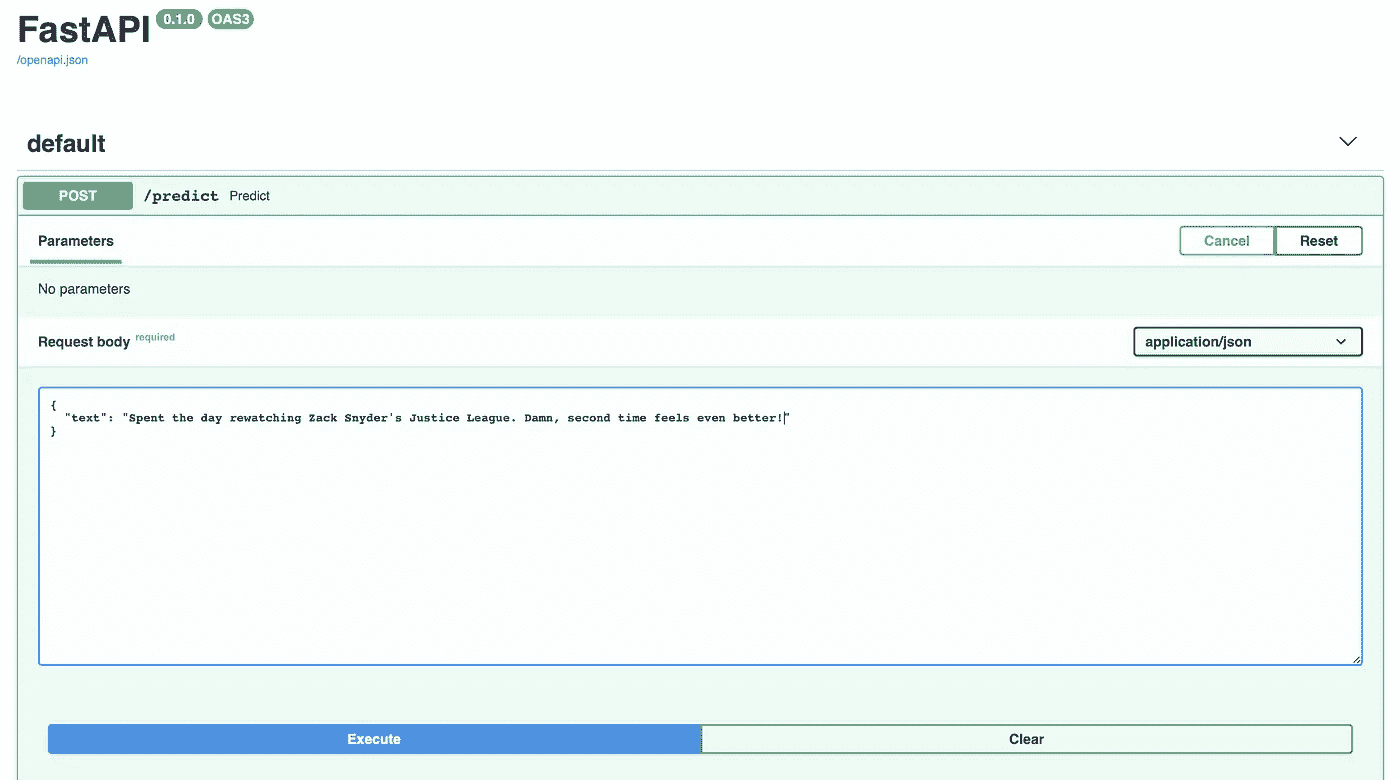 FastAPI 0.1.0 OAS3
/openapi.json
default
POST /predict Predict
Parameters Cancel Reset
No parameters
Request body required application/json
{
"text": "Spent the day rewatching Zack Snyder's Justice League. Damn, second time feels even better!"
}
Execute Clear